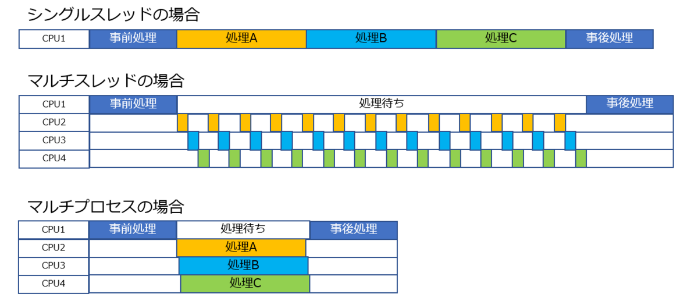 シングルスレッドの場合
CPU1 事前処理 処理A 処理B 処理C 事後処理
マルチスレッドの場合
CPU1 事前処理 処理待ち 事後処理
CPU2
CPU3
CPU4
マルチプロセスの場合
CPU1 事前処理 処理待ち 事後処理
CPU2 処理A
CPU3 処理B
CPU4 処理C